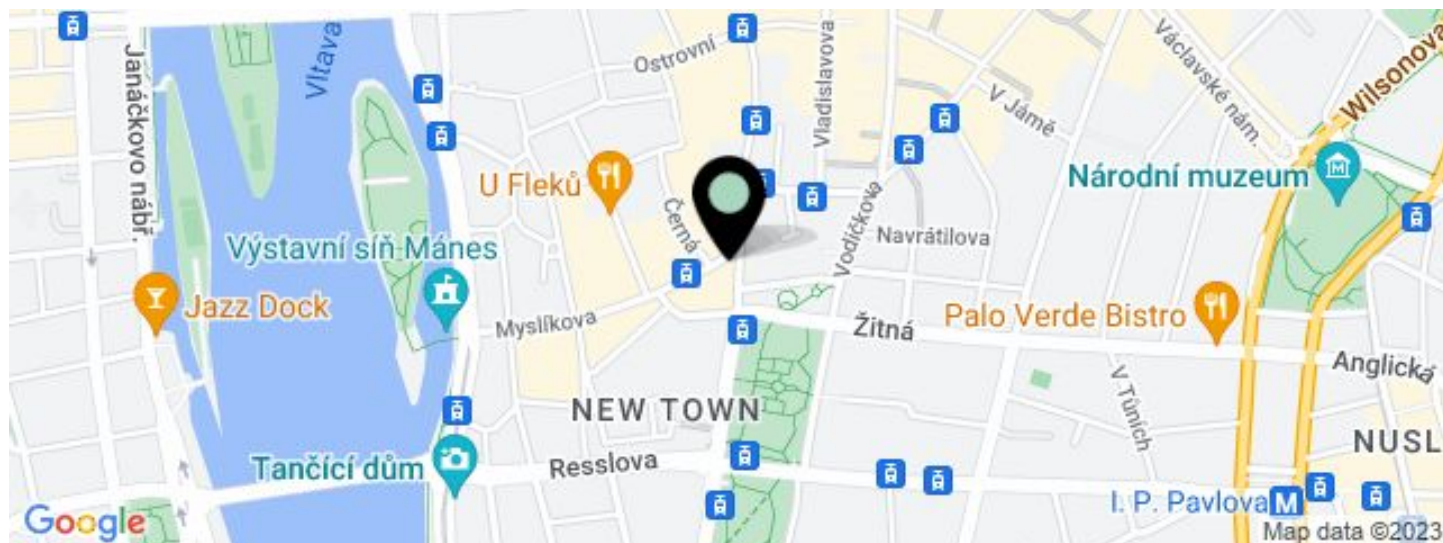 Janáčkovo nábř.
Vltava
Ostrovní
Vladislavova
V Jámě
Václavské nám.
Wilsonova
U Fleků
Černá
Národní muzeum
Vodičkova
Navrátilova
Výstavní síň Mánes
Jazz Dock
Myslíkova
Žitná
Palo Verde Bistro
Anglická
V Tůních
NEW TOWN
NUSL
Tančící dům
Resslova
I. P. Pavlova
M
Google
Map data ©2023